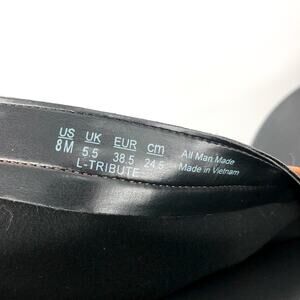 US UK EUR cm
8M 5.5 38.5 24.5 All Man Made
L-TRIBUTE Made in Vietnam